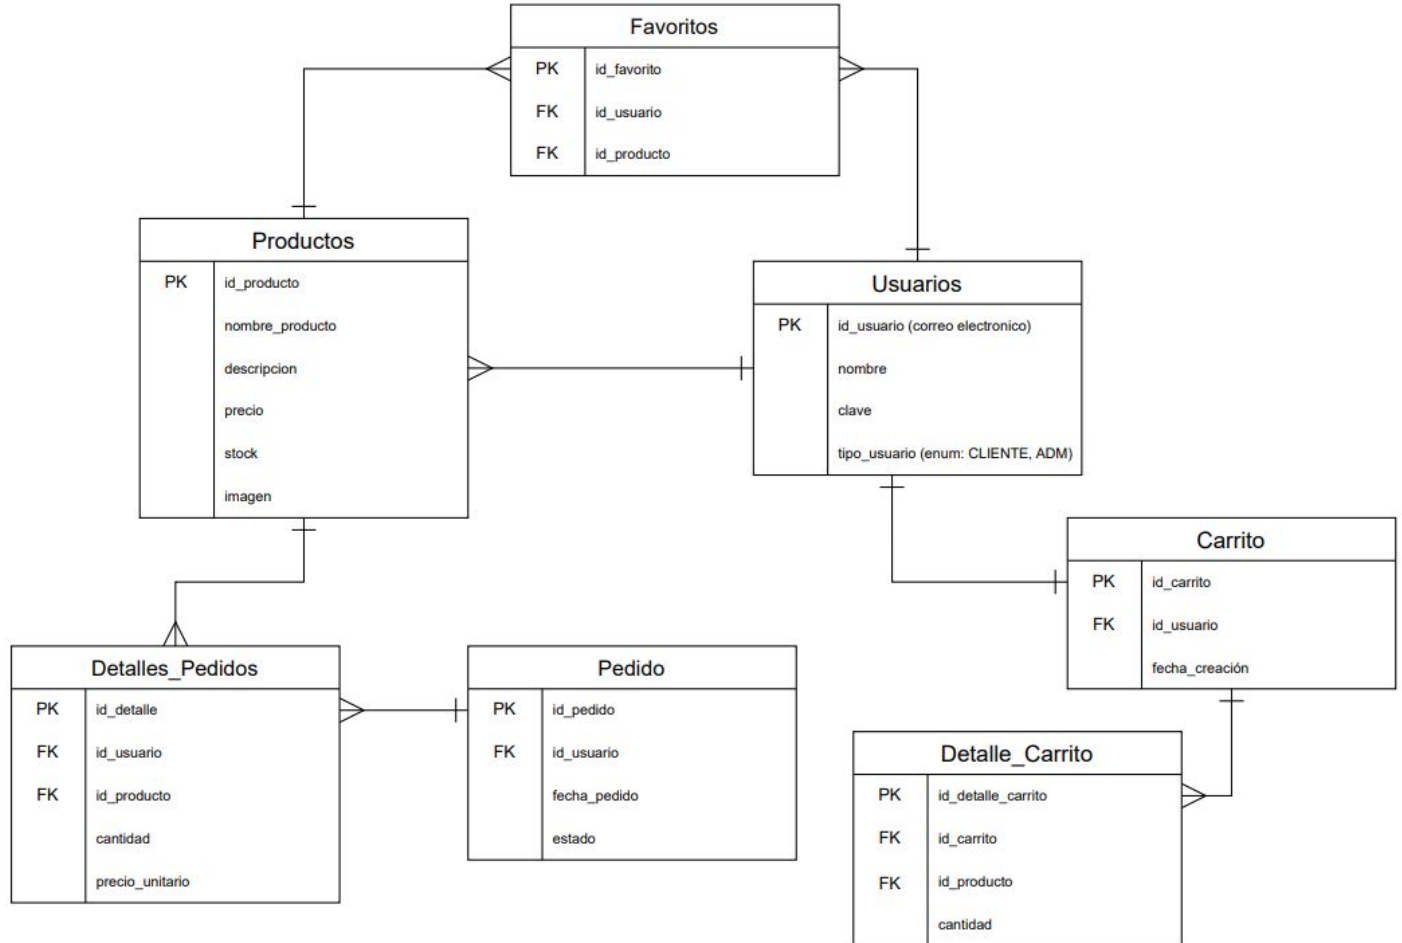 Favoritos
PK id_favorito
FK id_usuario
FK id_producto
Productos
PK id_producto
nombre_producto
descripcion
precio
stock
imagen
Usuarios
PK id_usuario (correo electronico)
nombre
clave
tipo_usuario (enum: CLIENTE, ADM)
Carrito
PK id_carrito
FK id_usuario
fecha_creación
Detalles_Pedidos
PK id_detalle
FK id_usuario
FK id_producto
cantidad
precio_unitario
Pedido
PK id_pedido
FK id_usuario
fecha_pedido
estado
Detalle_Carrito
PK id_detalle_carrito
FK id_carrito
FK id_producto
cantidad